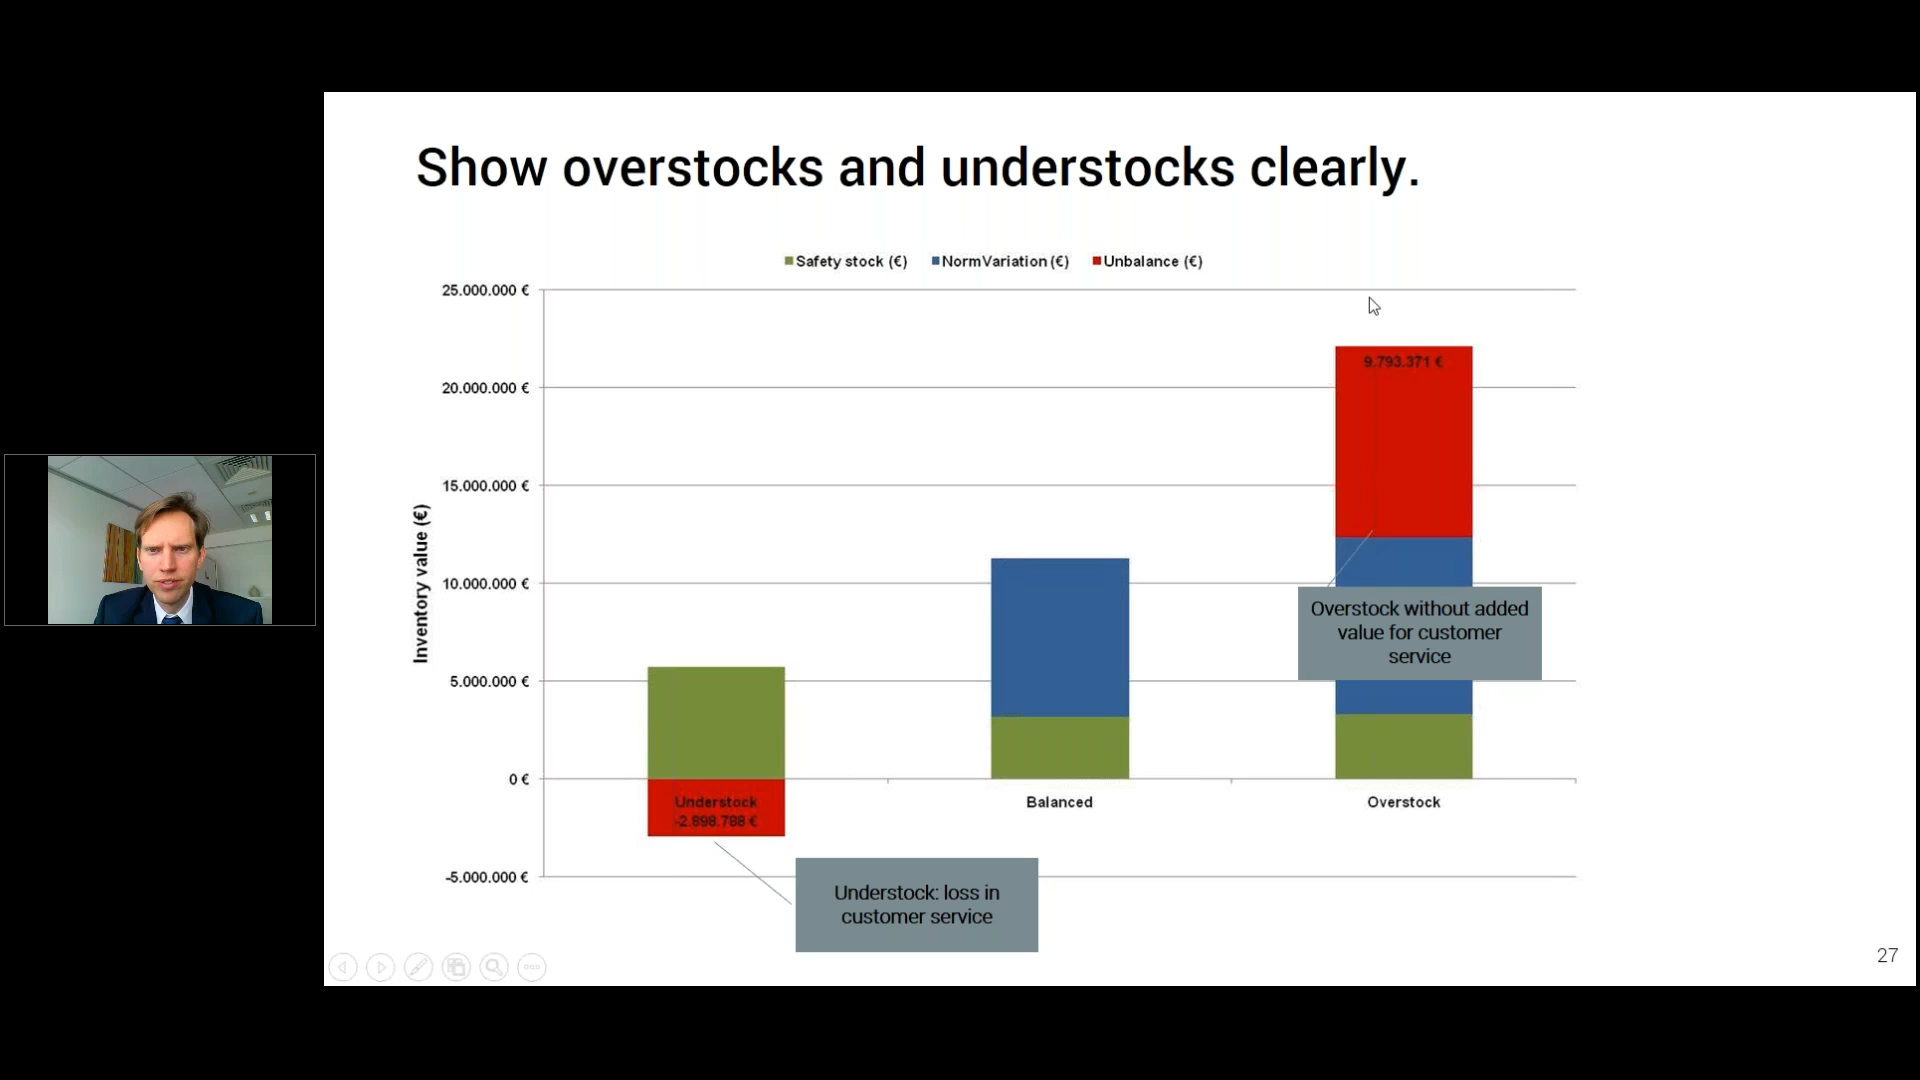 Show overstocks and understocks clearly.
Safety stock (€) NormVariation (€) Unbalance (€)
25.000.000 €
20.000.000 €
15.000.000 €
10.000.000 €
5.000.000 €
0 €
-5.000.000 €
Inventory value (€)
9.793.371 €
Overstock without added
value for customer
service
Understock
-2.898.788 €
Balanced
Overstock
Understock: loss in
customer service
27